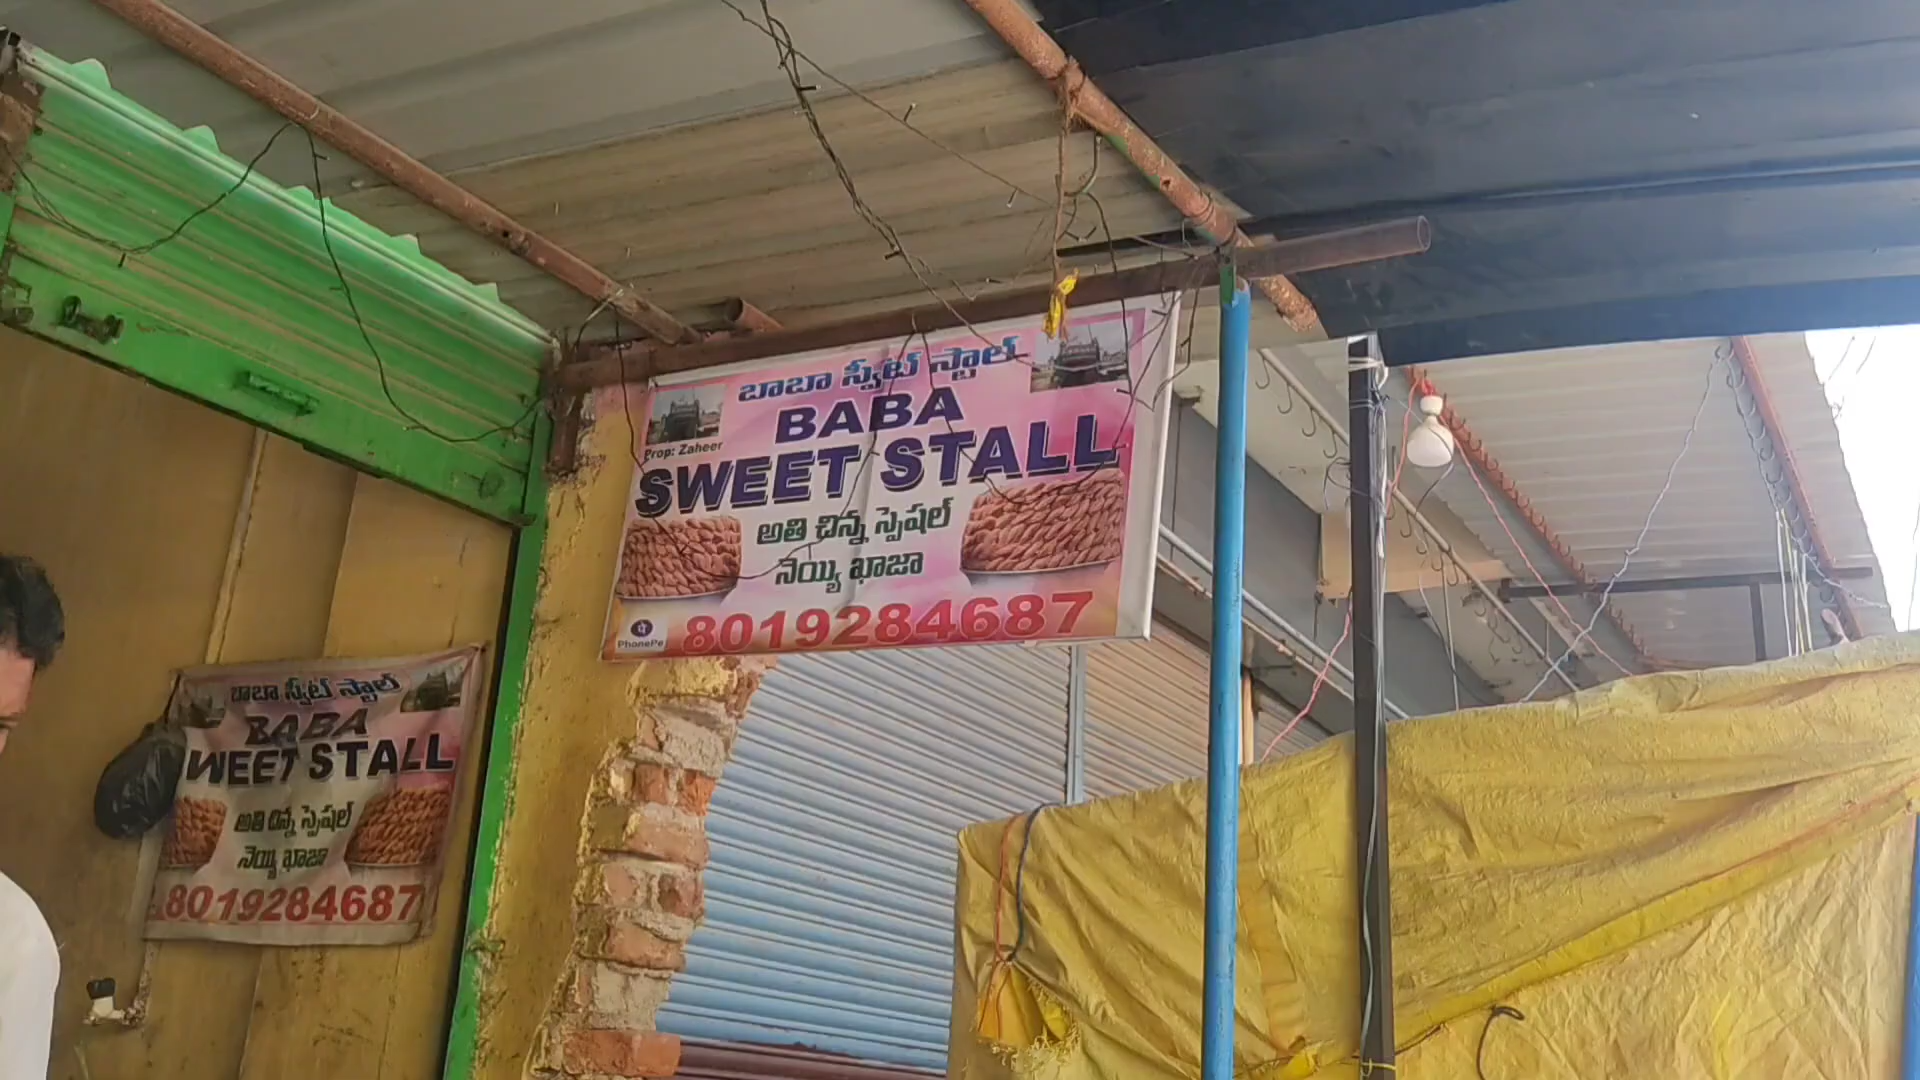 బాబా స్వీట్ స్టాల్
BABA
Prop: Zaheer
SWEET STALL
అతి చిన్న స్పెషల్
నెయ్యి ఖాజా
8019284687
PhonePe
బాబా స్వీట్ స్టాల్
BABA
WEET STALL
అతి చిన్న స్పెషల్
నెయ్యి ఖాజా
8019284687